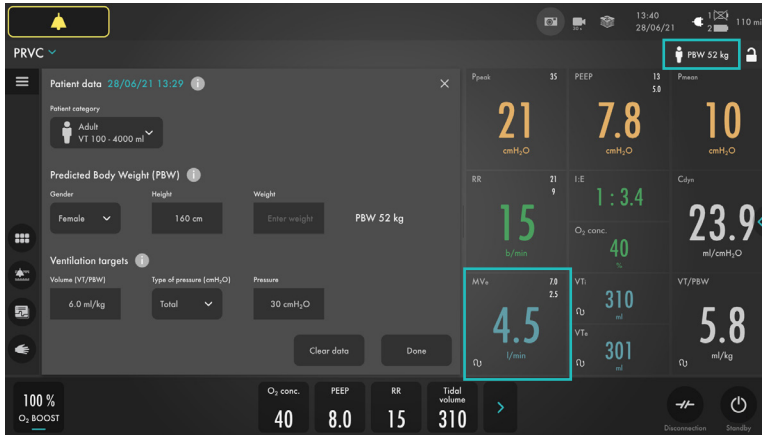 13:40
28/06/21
1
2
110 mi
PRVC
PBW 52 kg
Patient data 28/06/21 13:29 i
Patient category
Adult
VT 100 - 4000 ml
Predicted Body Weight (PBW) i
Gender Height Weight
Female 160 cm Enter weight PBW 52 kg
Ventilation targets i
Volume (VT/PBW) Type of pressure (cmH₂O) Pressure
6.0 ml/kg Total 30 cmH₂O
Clear data Done
Ppeak 35
21
cmH₂O
PEEP 13
5.0
7.8
cmH₂O
Pmean
10
cmH₂O
RR 21
9
15
b/min
I:E
1 : 3.4
O₂ conc.
40
%
Cdyn
23.9
ml/cmH₂O
MVe 7.0
2.5
4.5
l/min
VTi
310
ml
VTe
301
ml
VT/PBW
5.8
ml/kg
100 %
O₂ BOOST
O₂ conc.
40
PEEP
8.0
RR
15
Tidal
volume
310
Disconnection
Standby